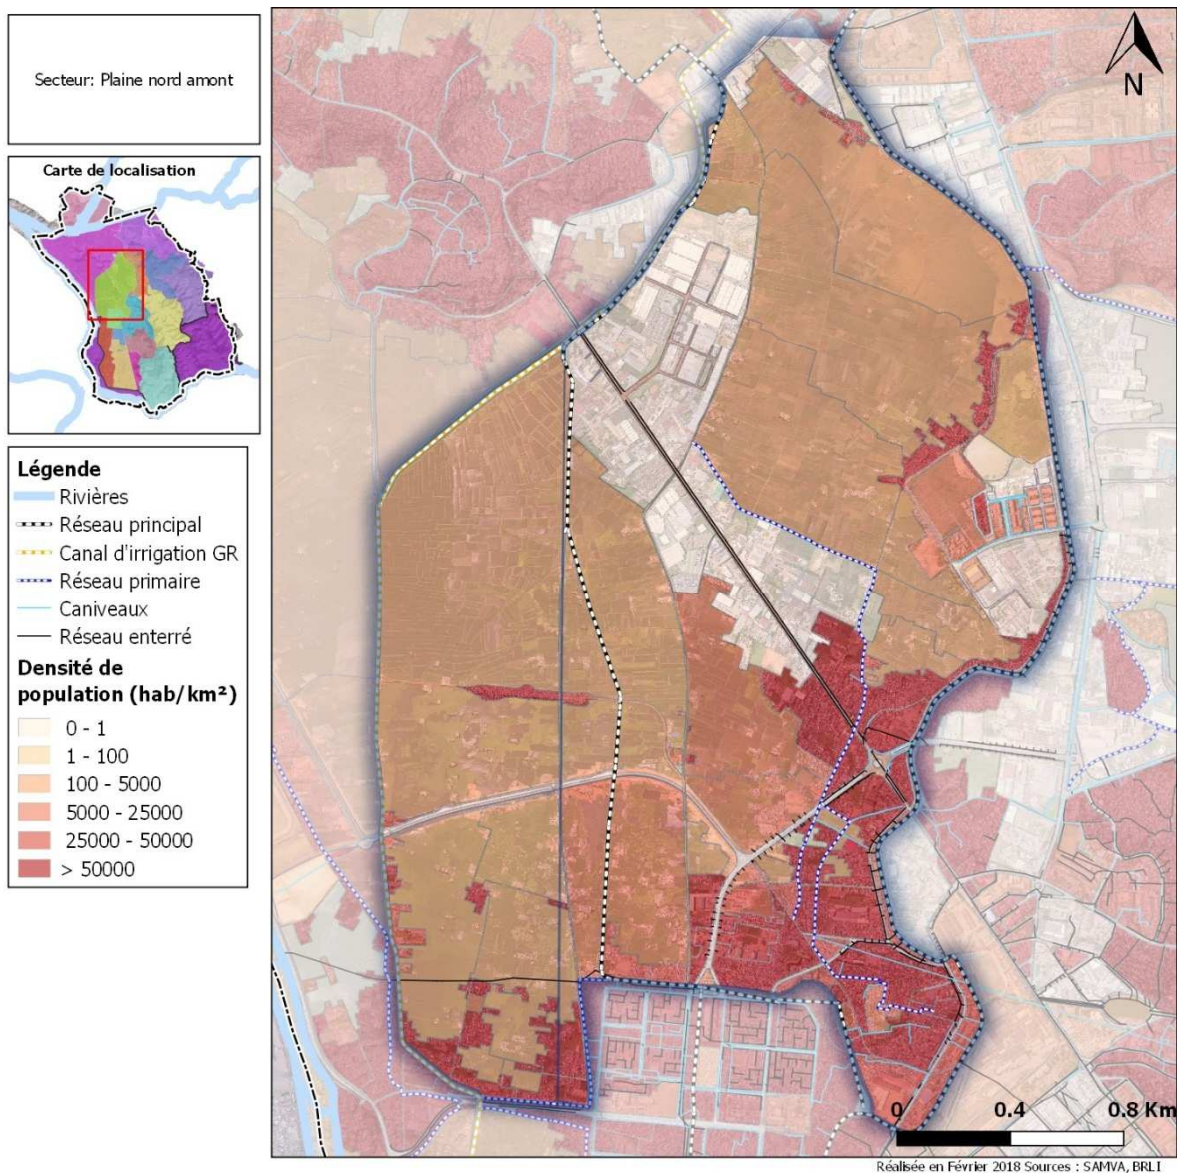 Secteur: Plaine nord amont
Carte de localisation
Légende
Rivières
Réseau principal
Canal d'irrigation GR
Réseau primaire
Caniveaux
Réseau enterré
Densité de
population (hab/km²)
0 - 1
1 - 100
100 - 5000
5000 - 25000
25000 - 50000
> 50000
N
0 0.4 0.8 Km
Réalisée en Février 2018 Sources : SAMVA, BRLI